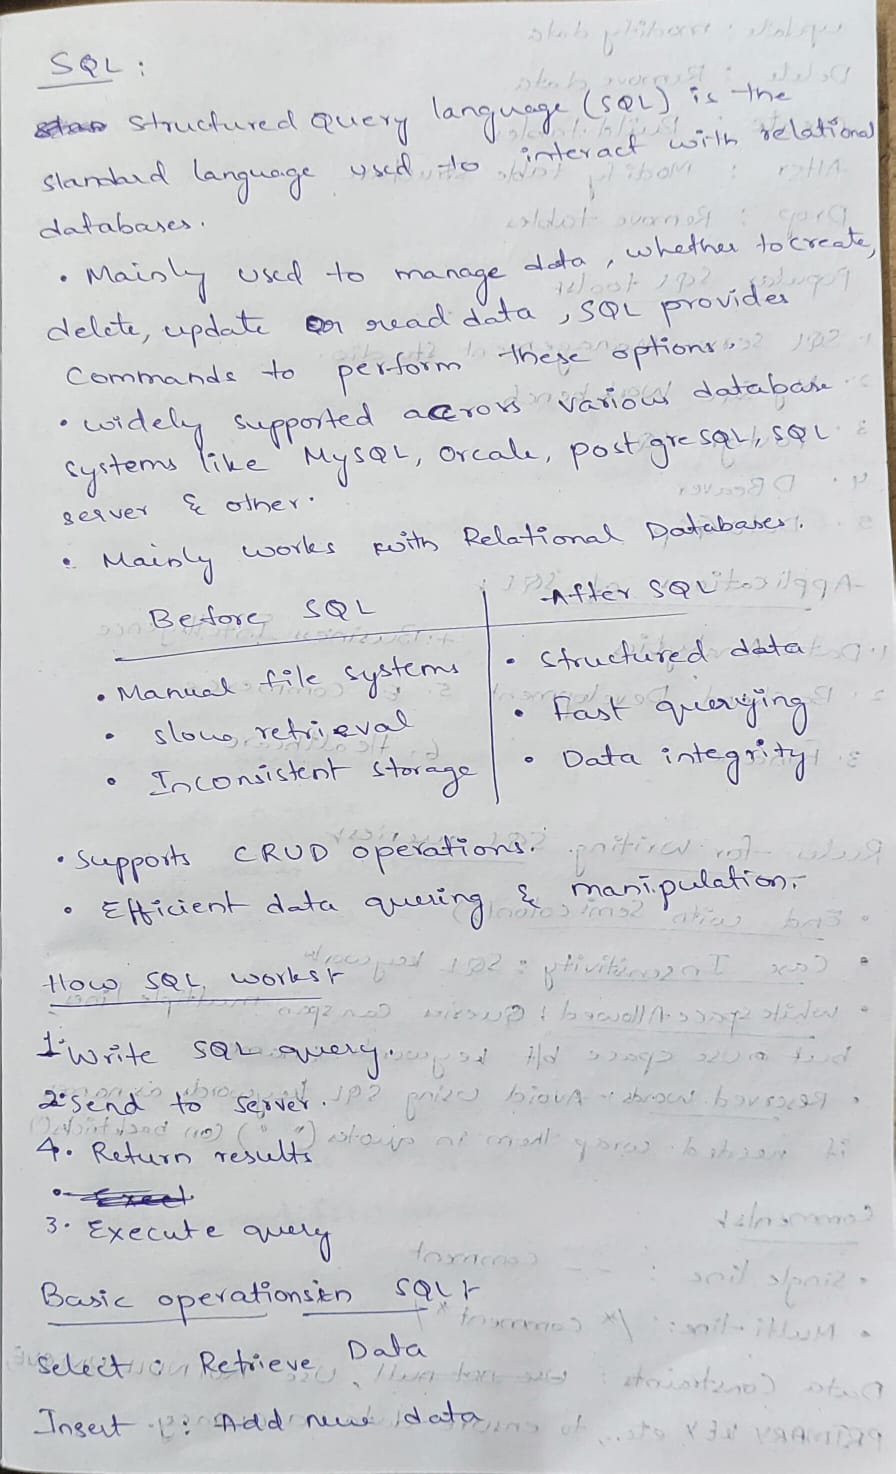 SQL :
Structured Query language (SQL) is the
standard language used to interact with relational
databases.
• Mainly used to manage data, whether to create,
delete, update or read data, SQL provides
Commands to perform these options.
• widely supported across various database
systems like MySQL, Orcale, postgreSQL, SQL
server & other.
• Mainly works with Relational Databases.
Before SQL | After SQL
• Manual file systems | • Structured data
• slow retrieval | • Fast querying
• Inconsistent storage | • Data integrity
• Supports CRUD operations.
• Efficient data quering & manipulation.
How SQL works:-
1. Write SQL query.
2. Send to server.
4. Return results
3. Execute query
Basic operations in SQL:-
Select : Retrieve Data
Insert : Add new data